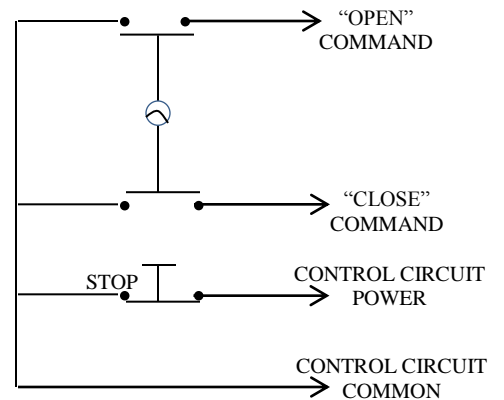 “OPEN”
COMMAND
“CLOSE”
COMMAND
STOP
CONTROL CIRCUIT
POWER
CONTROL CIRCUIT
COMMON